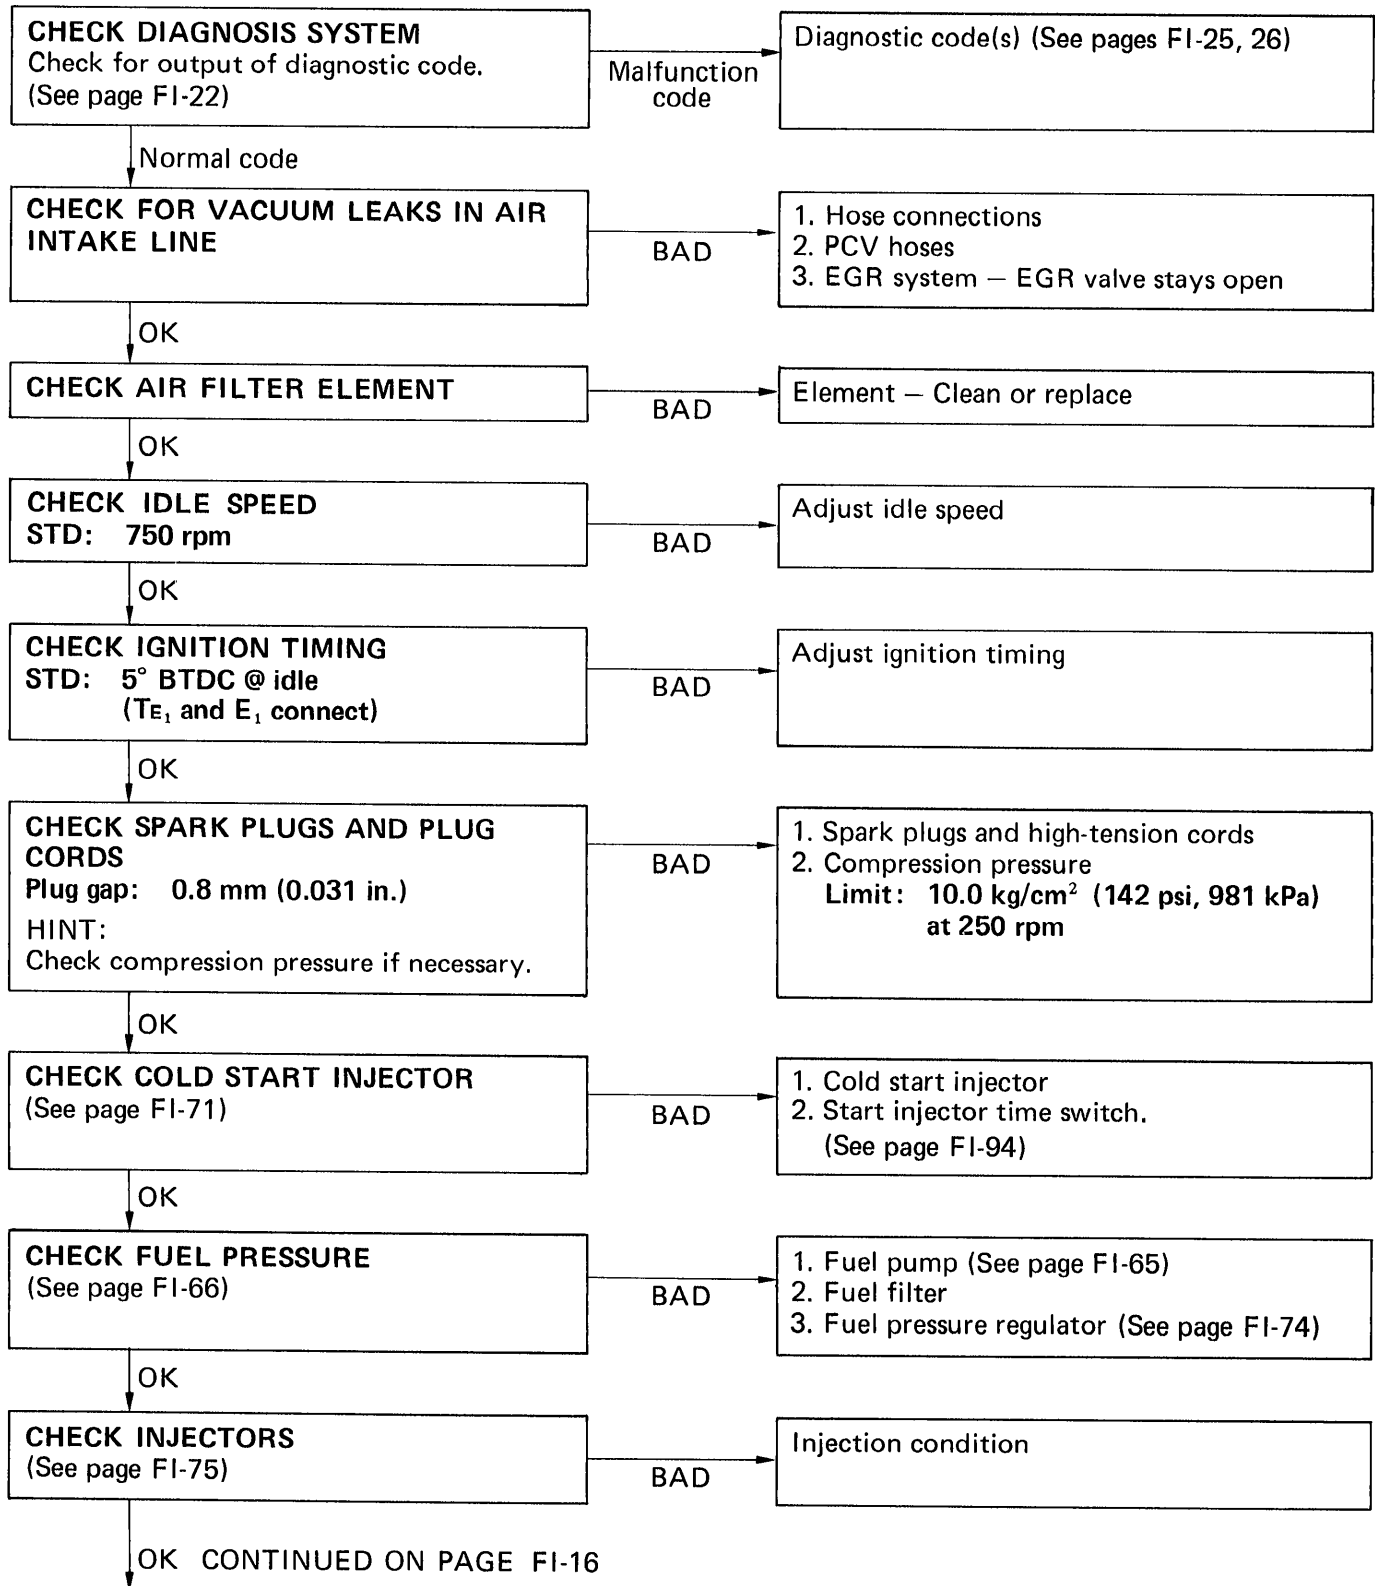 CHECK DIAGNOSIS SYSTEM
Check for output of diagnostic code.
(See page FI-22)
Malfunction
code
Diagnostic code(s) (See pages FI-25, 26)
Normal code
CHECK FOR VACUUM LEAKS IN AIR
INTAKE LINE
BAD
1. Hose connections
2. PCV hoses
3. EGR system — EGR valve stays open
OK
CHECK AIR FILTER ELEMENT
BAD
Element — Clean or replace
OK
CHECK IDLE SPEED
STD: 750 rpm
BAD
Adjust idle speed
OK
CHECK IGNITION TIMING
STD: 5° BTDC @ idle
(TE₁ and E₁ connect)
BAD
Adjust ignition timing
OK
CHECK SPARK PLUGS AND PLUG
CORDS
Plug gap: 0.8 mm (0.031 in.)
HINT:
Check compression pressure if necessary.
BAD
1. Spark plugs and high-tension cords
2. Compression pressure
Limit: 10.0 kg/cm² (142 psi, 981 kPa)
at 250 rpm
OK
CHECK COLD START INJECTOR
(See page FI-71)
BAD
1. Cold start injector
2. Start injector time switch.
(See page FI-94)
OK
CHECK FUEL PRESSURE
(See page FI-66)
BAD
1. Fuel pump (See page FI-65)
2. Fuel filter
3. Fuel pressure regulator (See page FI-74)
OK
CHECK INJECTORS
(See page FI-75)
BAD
Injection condition
OK CONTINUED ON PAGE FI-16